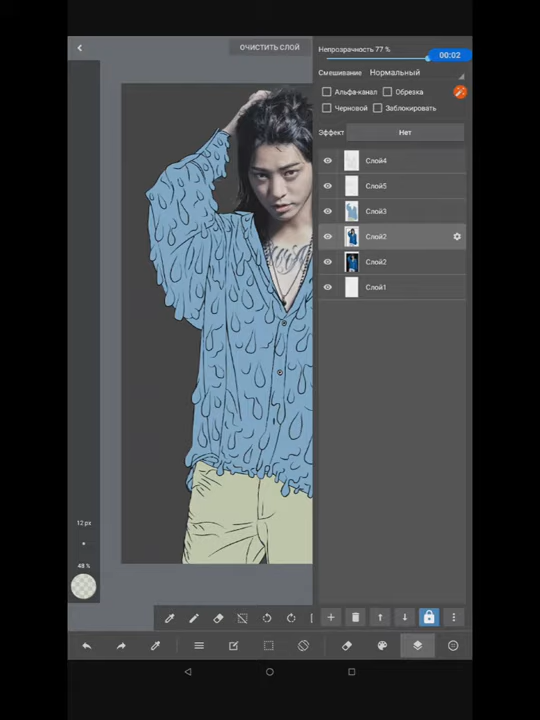 ОЧИСТИТЬ СЛОЙ
Непрозрачность 77 %
00:02
Смешивание Нормальный
Альфа-канал Обрезка
Черновой Заблокировать
Эффект Нет
Слой4
Слой5
Слой3
Слой2
Слой2
Слой1
12 px
48 %